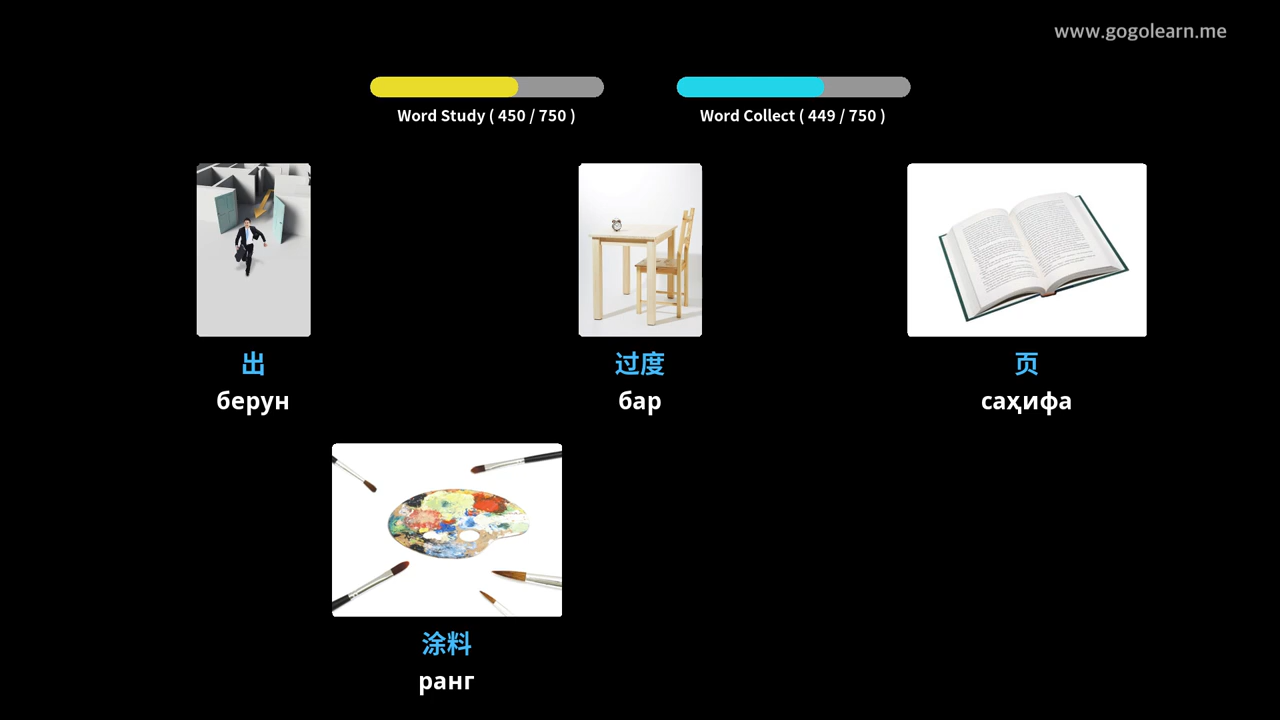 www.gogolearn.me
Word Study ( 450 / 750 )
Word Collect ( 449 / 750 )
出
берун
过度
бар
页
саҳифа
涂料
ранг